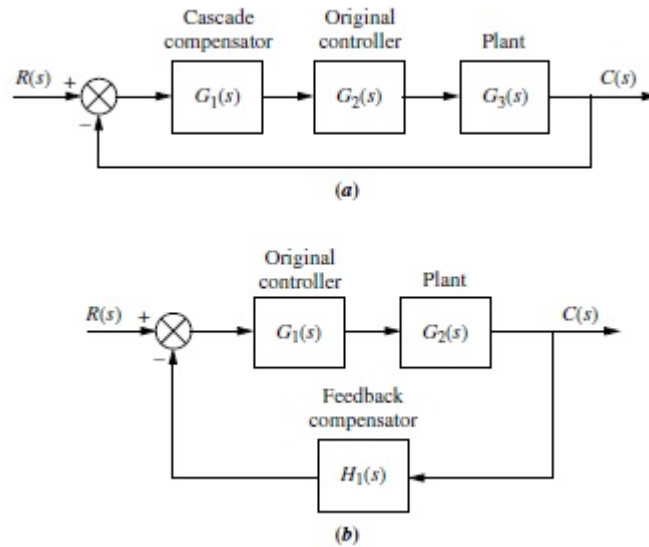 Cascade
compensator
Original
controller
Plant
R(s) + G₁(s) G₂(s) G₃(s) C(s)
−
(a)
Original
controller
Plant
R(s) + G₁(s) G₂(s) C(s)
−
Feedback
compensator
H₁(s)
(b)